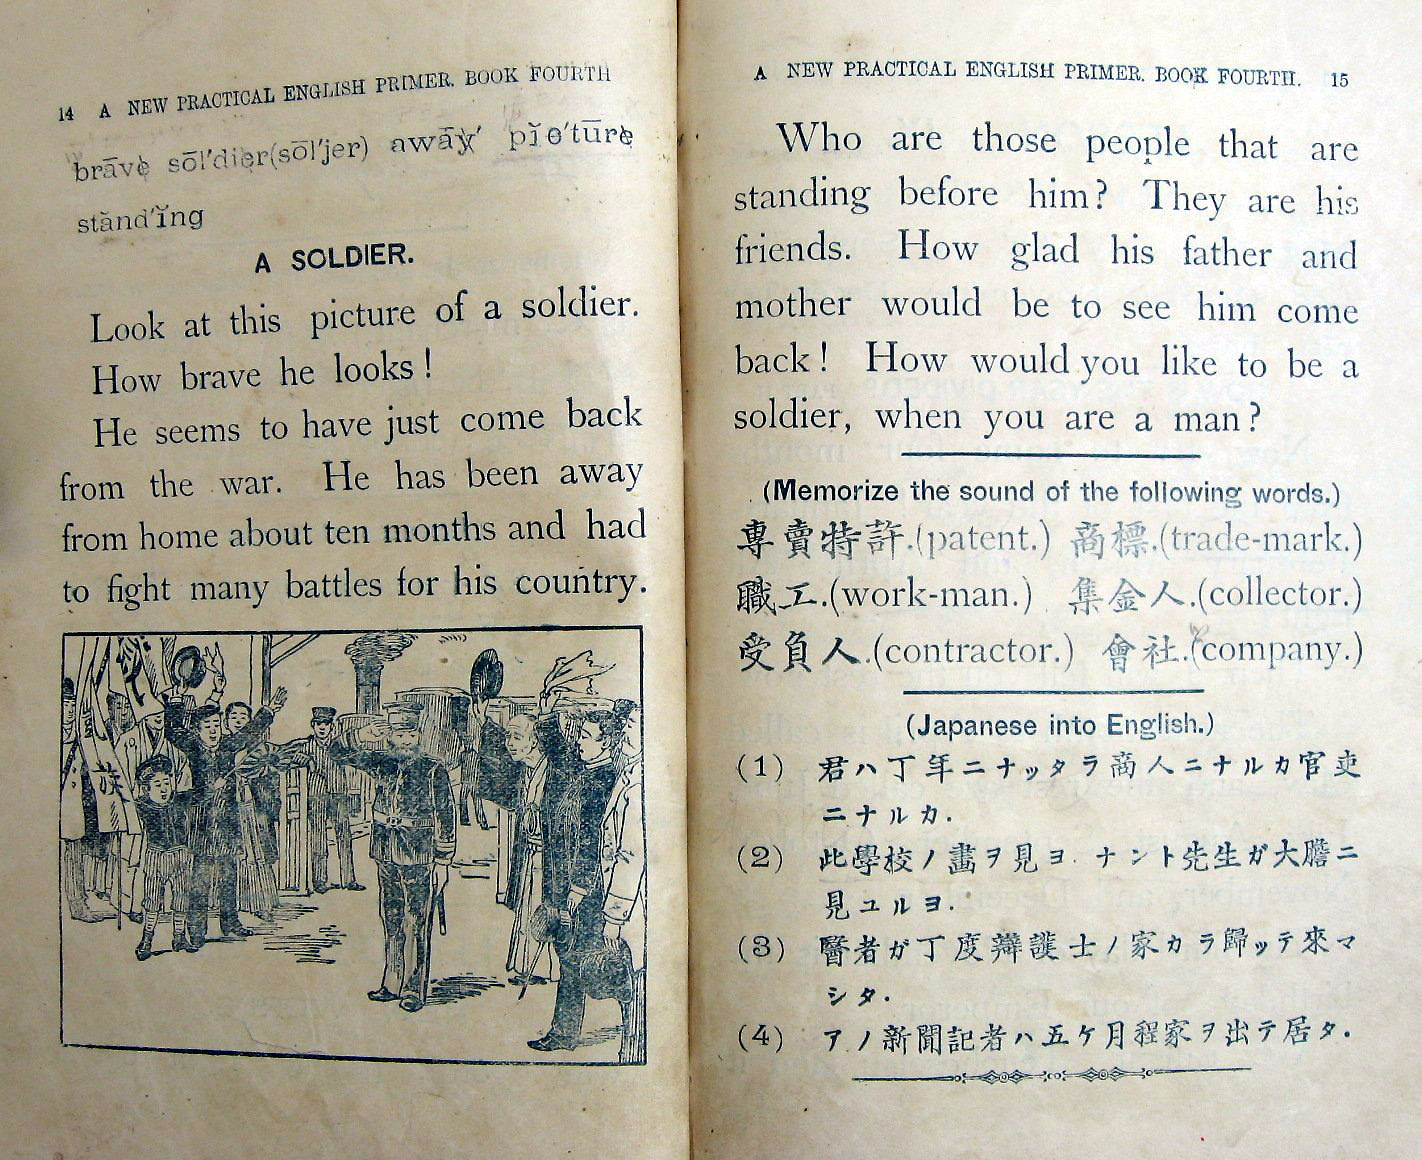 14 A NEW PRACTICAL ENGLISH PRIMER. BOOK FOURTH
brāve sōl′dier(sōl′jer) awāy′ pĭc′tūre
stănd′ĭng
A SOLDIER.
Look at this picture of a soldier.
How brave he looks!
He seems to have just come back
from the war. He has been away
from home about ten months and had
to fight many battles for his country.
族
A NEW PRACTICAL ENGLISH PRIMER. BOOK FOURTH. 15
Who are those people that are
standing before him? They are his
friends. How glad his father and
mother would be to see him come
back! How would you like to be a
soldier, when you are a man?
(Memorize the sound of the following words.)
專賣特許.(patent.) 商標.(trade-mark.)
職工.(work-man.) 集金人.(collector.)
受負人.(contractor.) 會社.(company.)
(Japanese into English.)
(1) 君ハ丁年ニナッタラ商人ニナルカ官吏
ニナルカ.
(2) 此學校ノ畵ヲ見ヨ. ナント先生ガ大膽ニ
見ユルヨ.
(3) 醫者ガ丁度辯護士ノ家カラ歸ッテ來マ
シタ.
(4) アノ新聞記者ハ五ケ月程家ヲ出テ居タ.